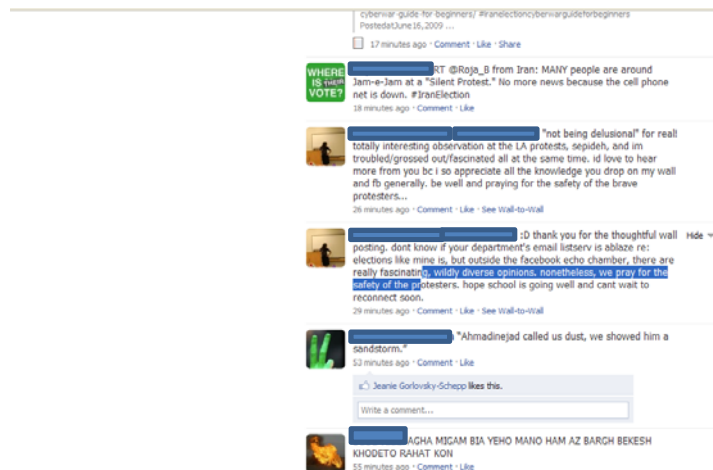 cyberwar-guide-for-beginners/ #iranelectioncyberwarguideforbeginners
PostedatJune 16, 2009 ...
17 minutes ago · Comment · Like · Share
WHERE
IS THEIR
VOTE?
RT @Roja_B from Iran: MANY people are around
Jam-e-Jam at a "Silent Protest." No more news because the cell phone
net is down. #IranElection
18 minutes ago · Comment · Like
"not being delusional" for real!
totally interesting observation at the LA protests, sepideh, and im
troubled/grossed out/fascinated all at the same time. id love to hear
more from you bc i so appreciate all the knowledge you drop on my wall
and fb generally. be well and praying for the safety of the brave
protesters...
26 minutes ago · Comment · Like · See Wall-to-Wall
:D thank you for the thoughtful wall Hide
posting. dont know if your department's email listserv is ablaze re:
elections like mine is, but outside the facebook echo chamber, there are
really fascinating, wildly diverse opinions. nonetheless, we pray for the
safety of the protesters. hope school is going well and cant wait to
reconnect soon.
29 minutes ago · Comment · Like · See Wall-to-Wall
"Ahmadinejad called us dust, we showed him a
sandstorm."
53 minutes ago · Comment · Like
Jeanie Gorlovsky-Schepp likes this.
Write a comment...
AGHA MIGAM BIA YEHO MANO HAM AZ BARGH BEKESH
KHODETO RAHAT KON
55 minutes ago · Comment · Like